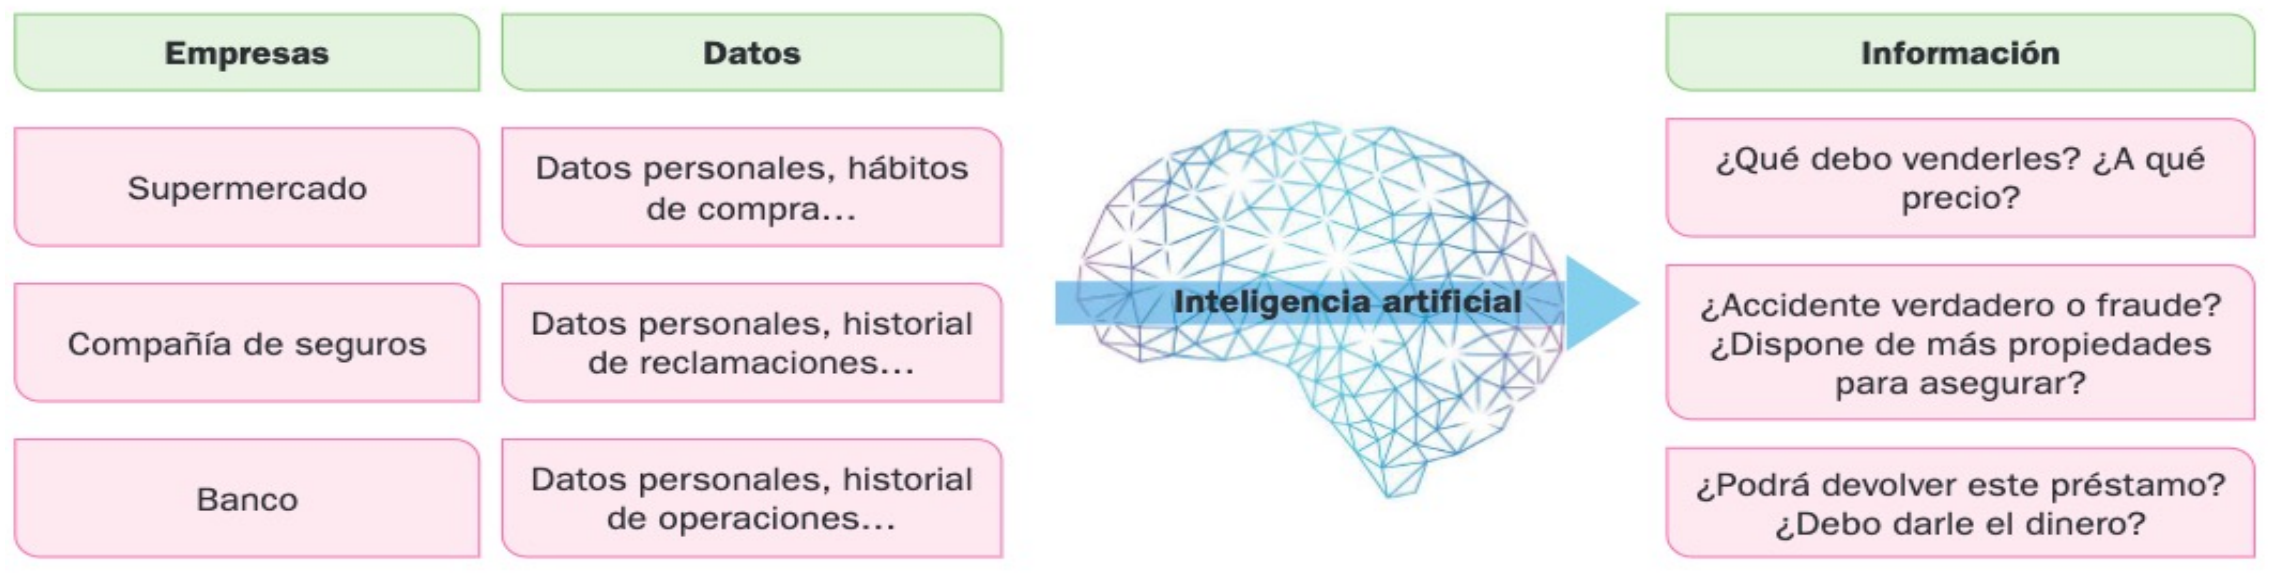 Empresas
Datos
Información
Supermercado
Datos personales, hábitos
de compra...
¿Qué debo venderles? ¿A qué
precio?
Inteligencia artificial
Compañía de seguros
Datos personales, historial
de reclamaciones...
¿Accidente verdadero o fraude?
¿Dispone de más propiedades
para asegurar?
Banco
Datos personales, historial
de operaciones...
¿Podrá devolver este préstamo?
¿Debo darle el dinero?